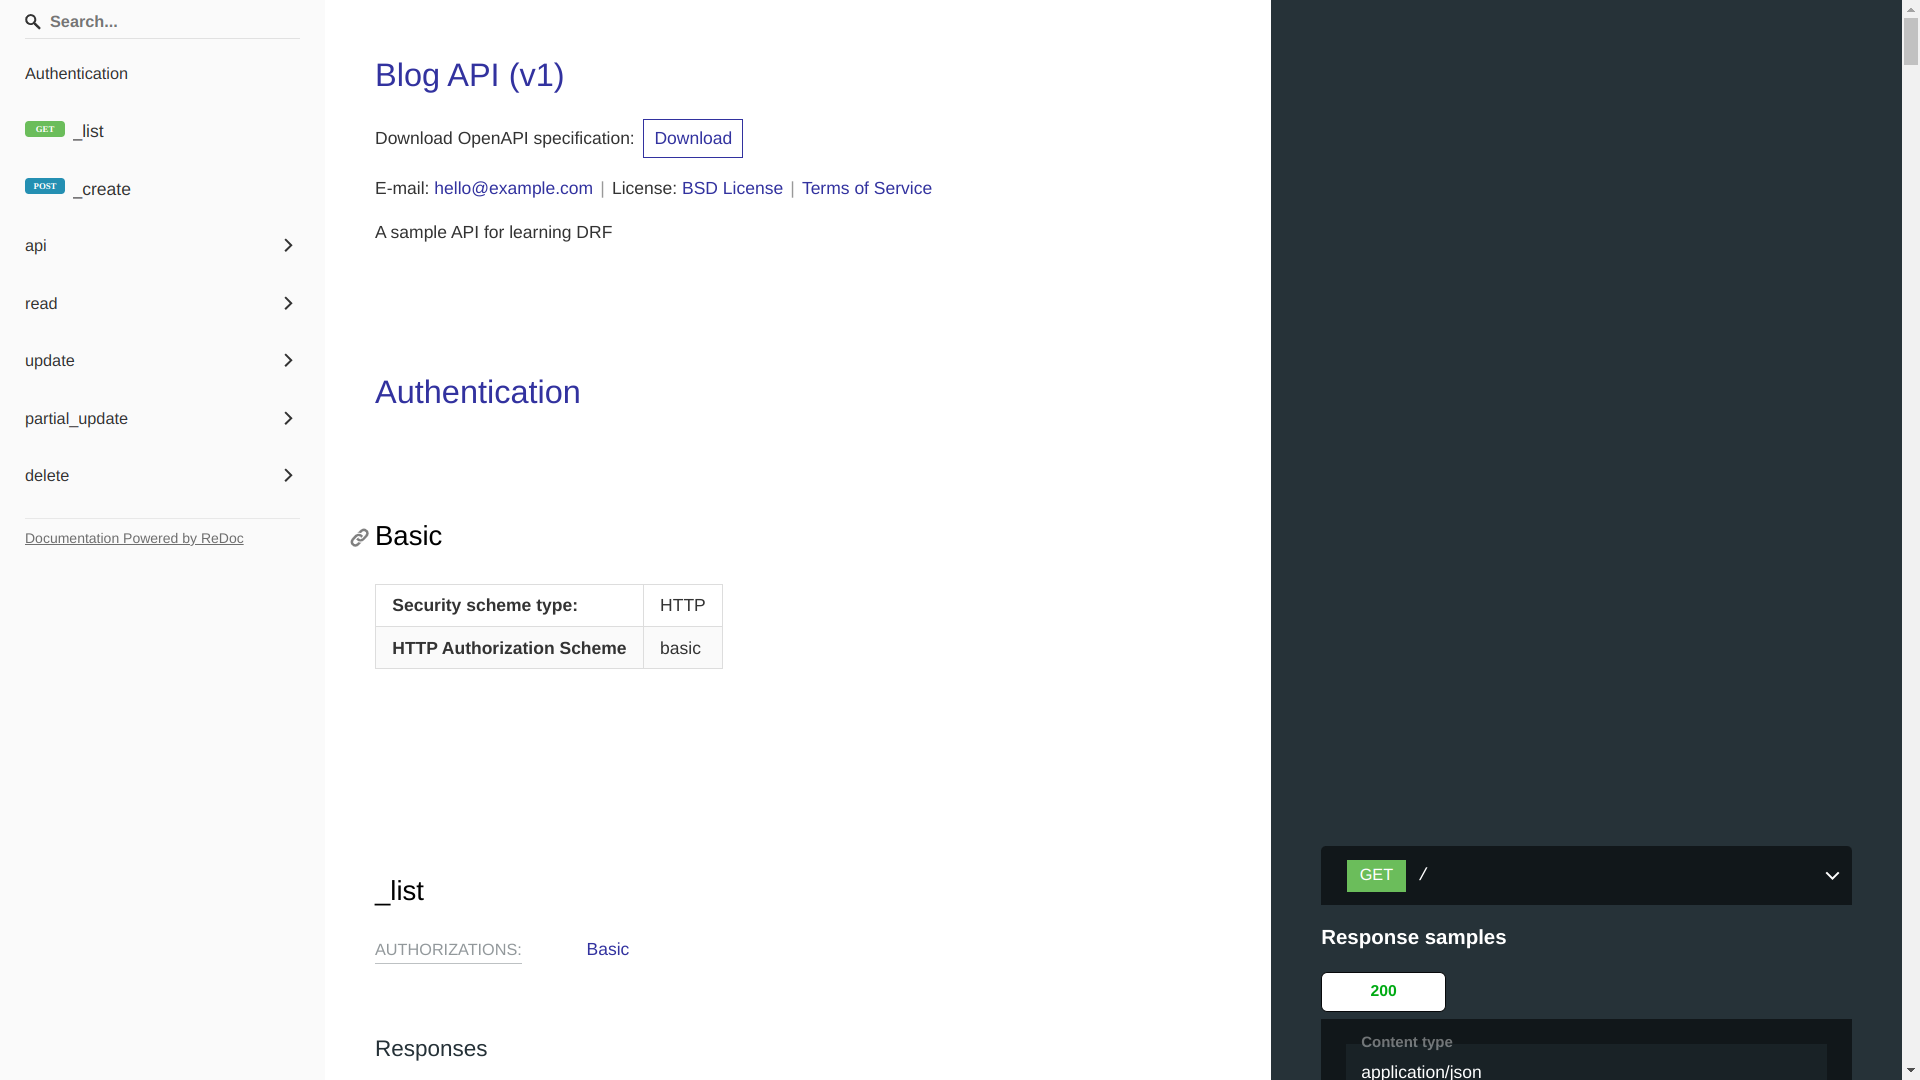 Search...
Authentication
GET _list
POST _create
api
read
update
partial_update
delete
Documentation Powered by ReDoc
Blog API (v1)
Download OpenAPI specification: Download
E-mail: hello@example.com | License: BSD License | Terms of Service
A sample API for learning DRF
Authentication
Basic
Security scheme type: HTTP
HTTP Authorization Scheme basic
_list
AUTHORIZATIONS: Basic
Responses
GET /
Response samples
200
Content type
application/json